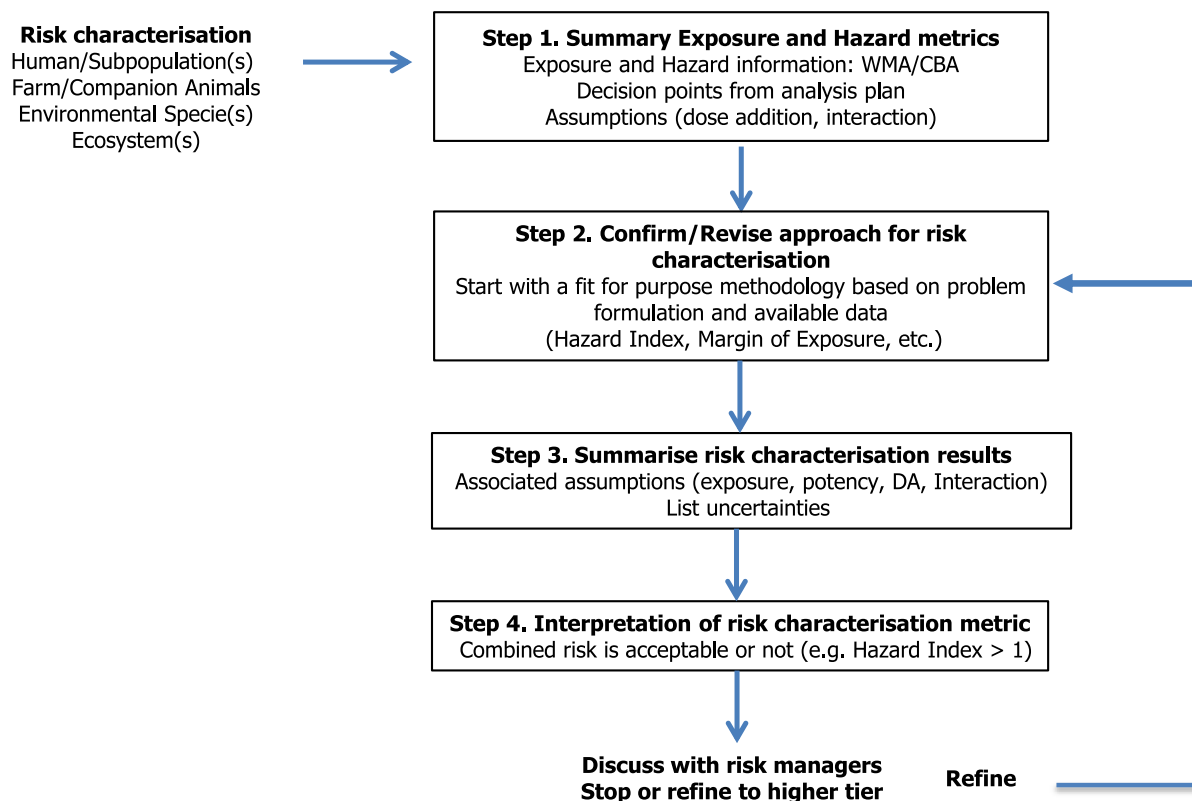 Risk characterisation
Human/Subpopulation(s)
Farm/Companion Animals
Environmental Specie(s)
Ecosystem(s)
Step 1. Summary Exposure and Hazard metrics
Exposure and Hazard information: WMA/CBA
Decision points from analysis plan
Assumptions (dose addition, interaction)
Step 2. Confirm/Revise approach for risk
characterisation
Start with a fit for purpose methodology based on problem
formulation and available data
(Hazard Index, Margin of Exposure, etc.)
Step 3. Summarise risk characterisation results
Associated assumptions (exposure, potency, DA, Interaction)
List uncertainties
Step 4. Interpretation of risk characterisation metric
Combined risk is acceptable or not (e.g. Hazard Index > 1)
Discuss with risk managers
Stop or refine to higher tier
Refine